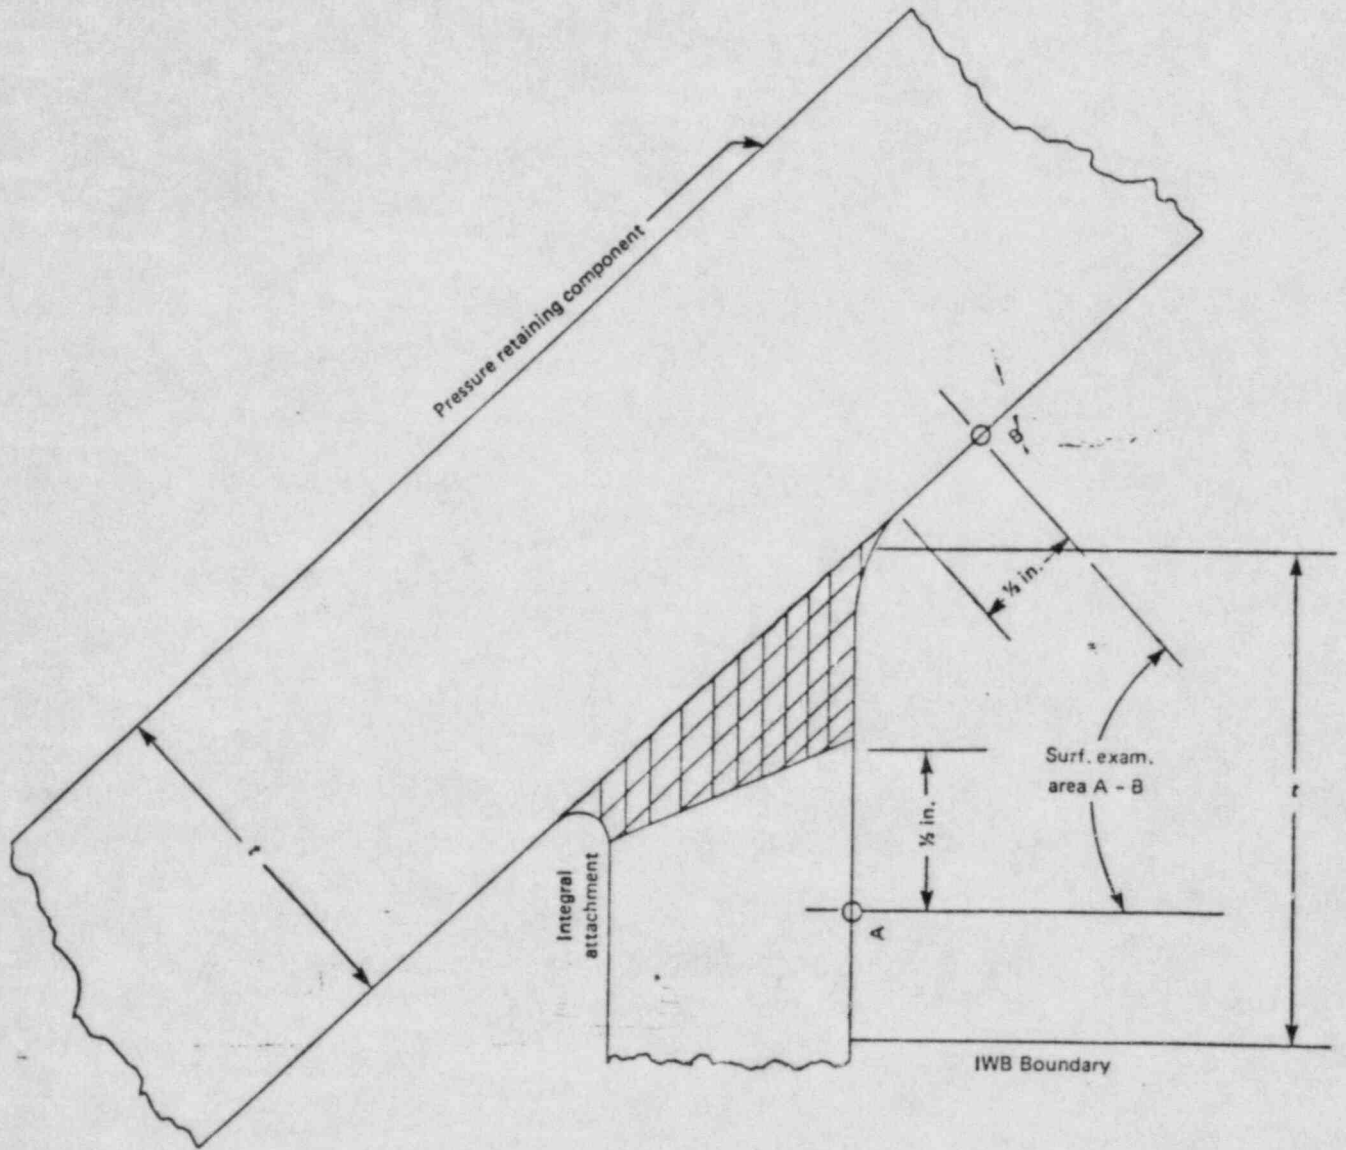 Pressure retaining component
B
½ in.
Surf. exam.
area A - B
t
t
½ in.
Integral
attachment
A
IWB Boundary